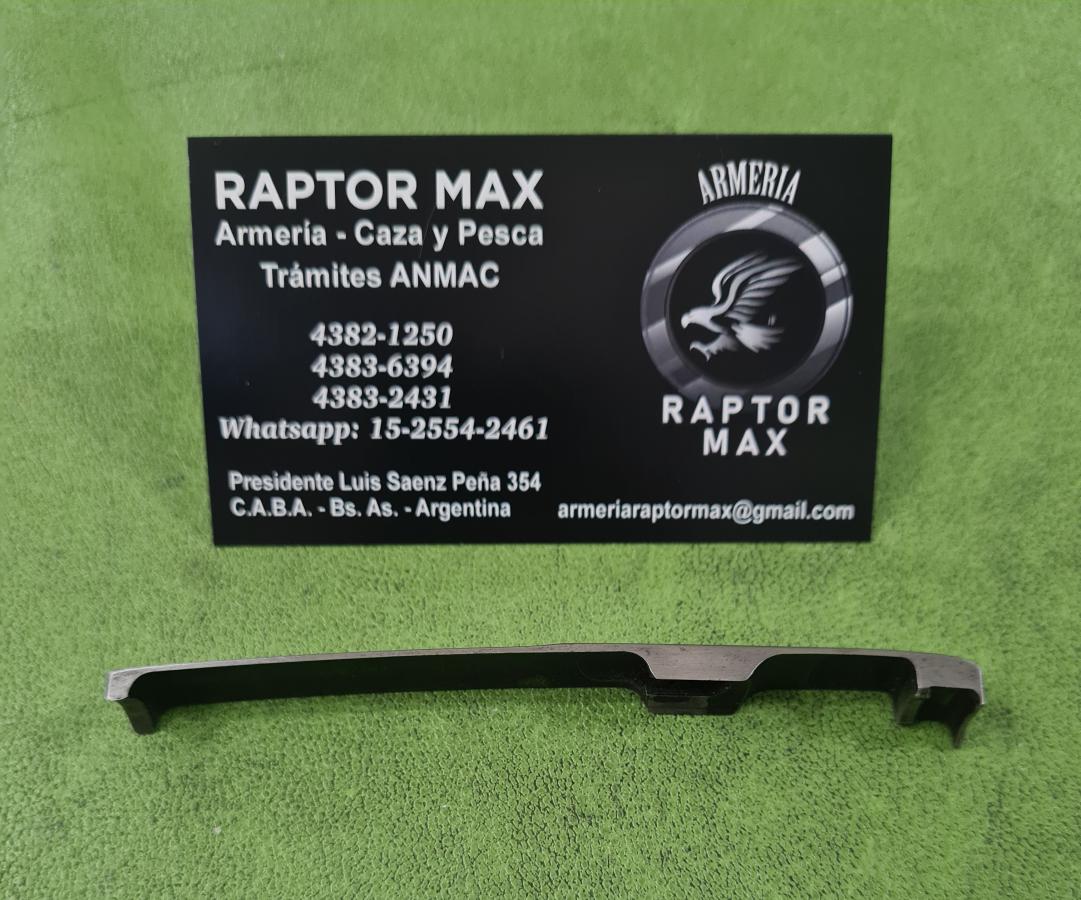 RAPTOR MAX
Armería - Caza y Pesca
Trámites ANMAC
4382-1250
4383-6394
4383-2431
Whatsapp: 15-2554-2461
Presidente Luis Saenz Peña 354
C.A.B.A. - Bs. As. - Argentina
ARMERIA
RAPTOR
MAX
armeriaraptormax@gmail.com